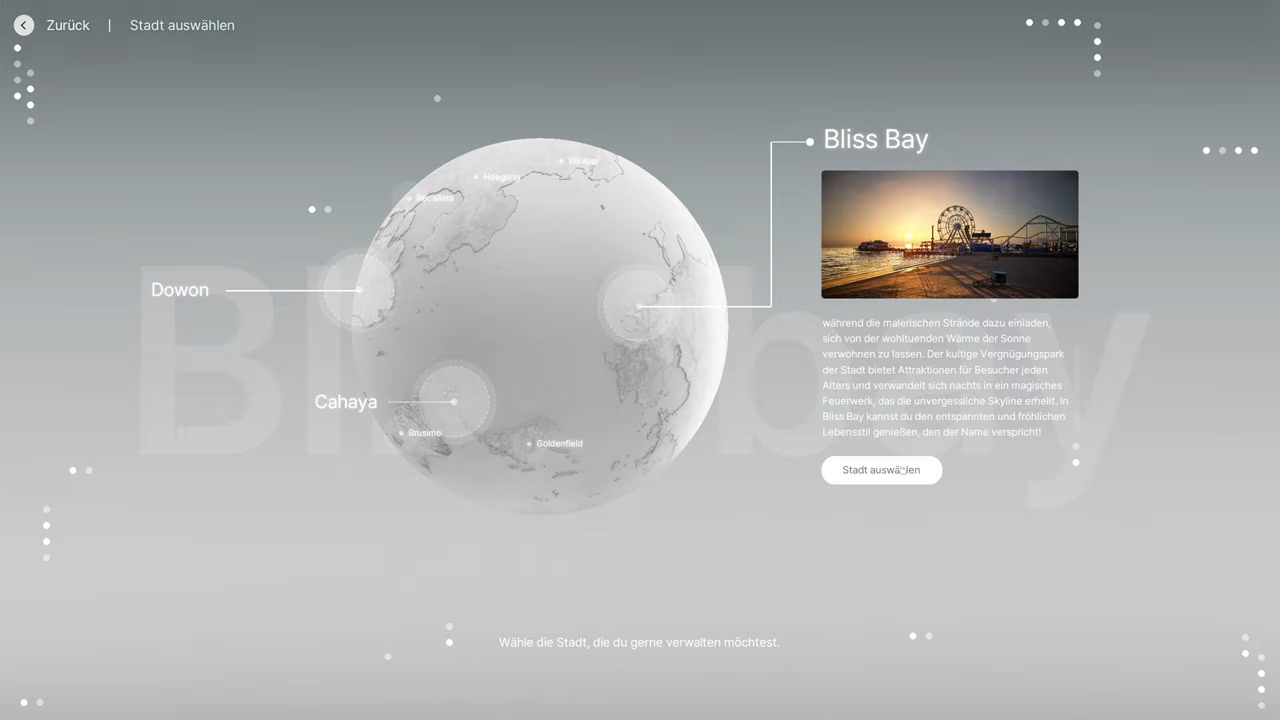 Zurück | Stadt auswählen
Bliss Bay
Winibar
Haegang
Rocalleta
Dowon
Cahaya
Brusimo
Goldenfield
während die malerischen Strände dazu einladen,
sich von der wohltuenden Wärme der Sonne
verwöhnen zu lassen. Der kultige Vergnügungspark
der Stadt bietet Attraktionen für Besucher jeden
Alters und verwandelt sich nachts in ein magisches
Feuerwerk, das die unvergessliche Skyline erhellt. In
Bliss Bay kannst du den entspannten und fröhlichen
Lebensstil genießen, den der Name verspricht!
Stadt auswählen
Wähle die Stadt, die du gerne verwalten möchtest.